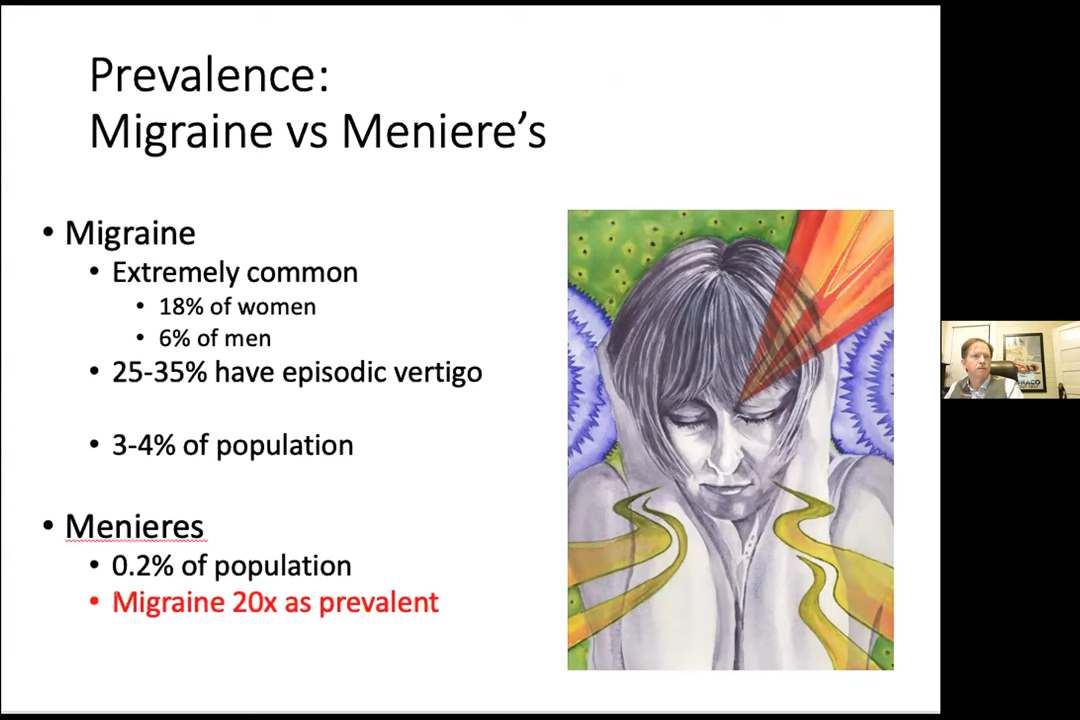 Prevalence:
Migraine vs Meniere's
• Migraine
• Extremely common
• 18% of women
• 6% of men
• 25-35% have episodic vertigo
• 3-4% of population
• Menieres
• 0.2% of population
• Migraine 20x as prevalent